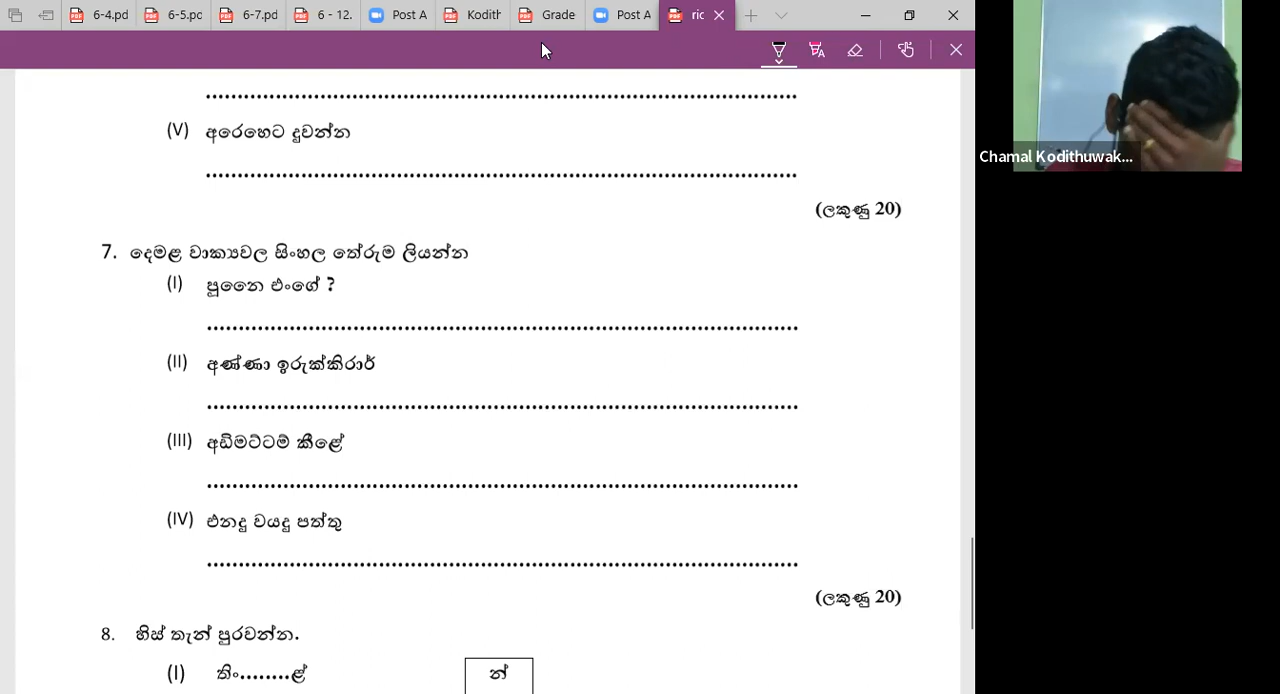 6-4.pd 6-5.pc 6-7.pd 6 - 12. Post A Kodith Grade Post A ric
(V) අරෙහෙට දුවන්න
(ලකුණු 20)
7. දෙමළ වාක්‍යවල සිංහල තේරුම ලියන්න
(I) පූනෛ එංගේ ?
(II) අණ්ණා ඉරුක්කිරාර්
(III) අඩිමට්ටම් කීළේ
(IV) එනදු වයදු පත්තු
(ලකුණු 20)
8. හිස් තැන් පුරවන්න.
(I) තිං........ළ් න්
Chamal Kodithuwak...